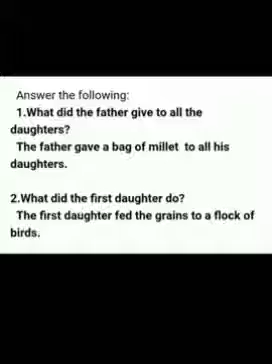 Answer the following:
1.What did the father give to all the
daughters?
The father gave a bag of millet to all his
daughters.
2.What did the first daughter do?
The first daughter fed the grains to a flock of
birds.